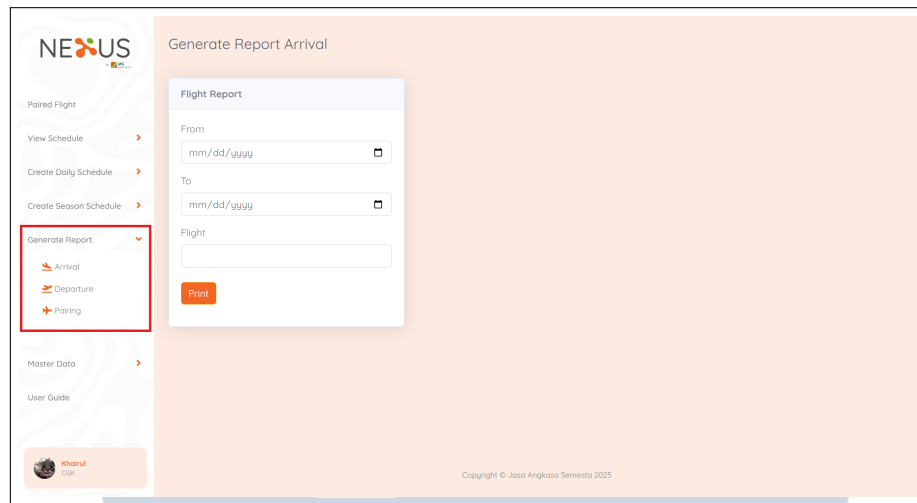 NEXUS
by JAS
Generate Report Arrival
Paired Flight
View Schedule
Create Daily Schedule
Create Season Schedule
Generate Report
Arrival
Departure
Pairing
Master Data
User Guide
Khairul
CGK
Flight Report
From
mm/dd/yyyy
To
mm/dd/yyyy
Flight
Print
Copyright © Jasa Angkasa Semesta 2025